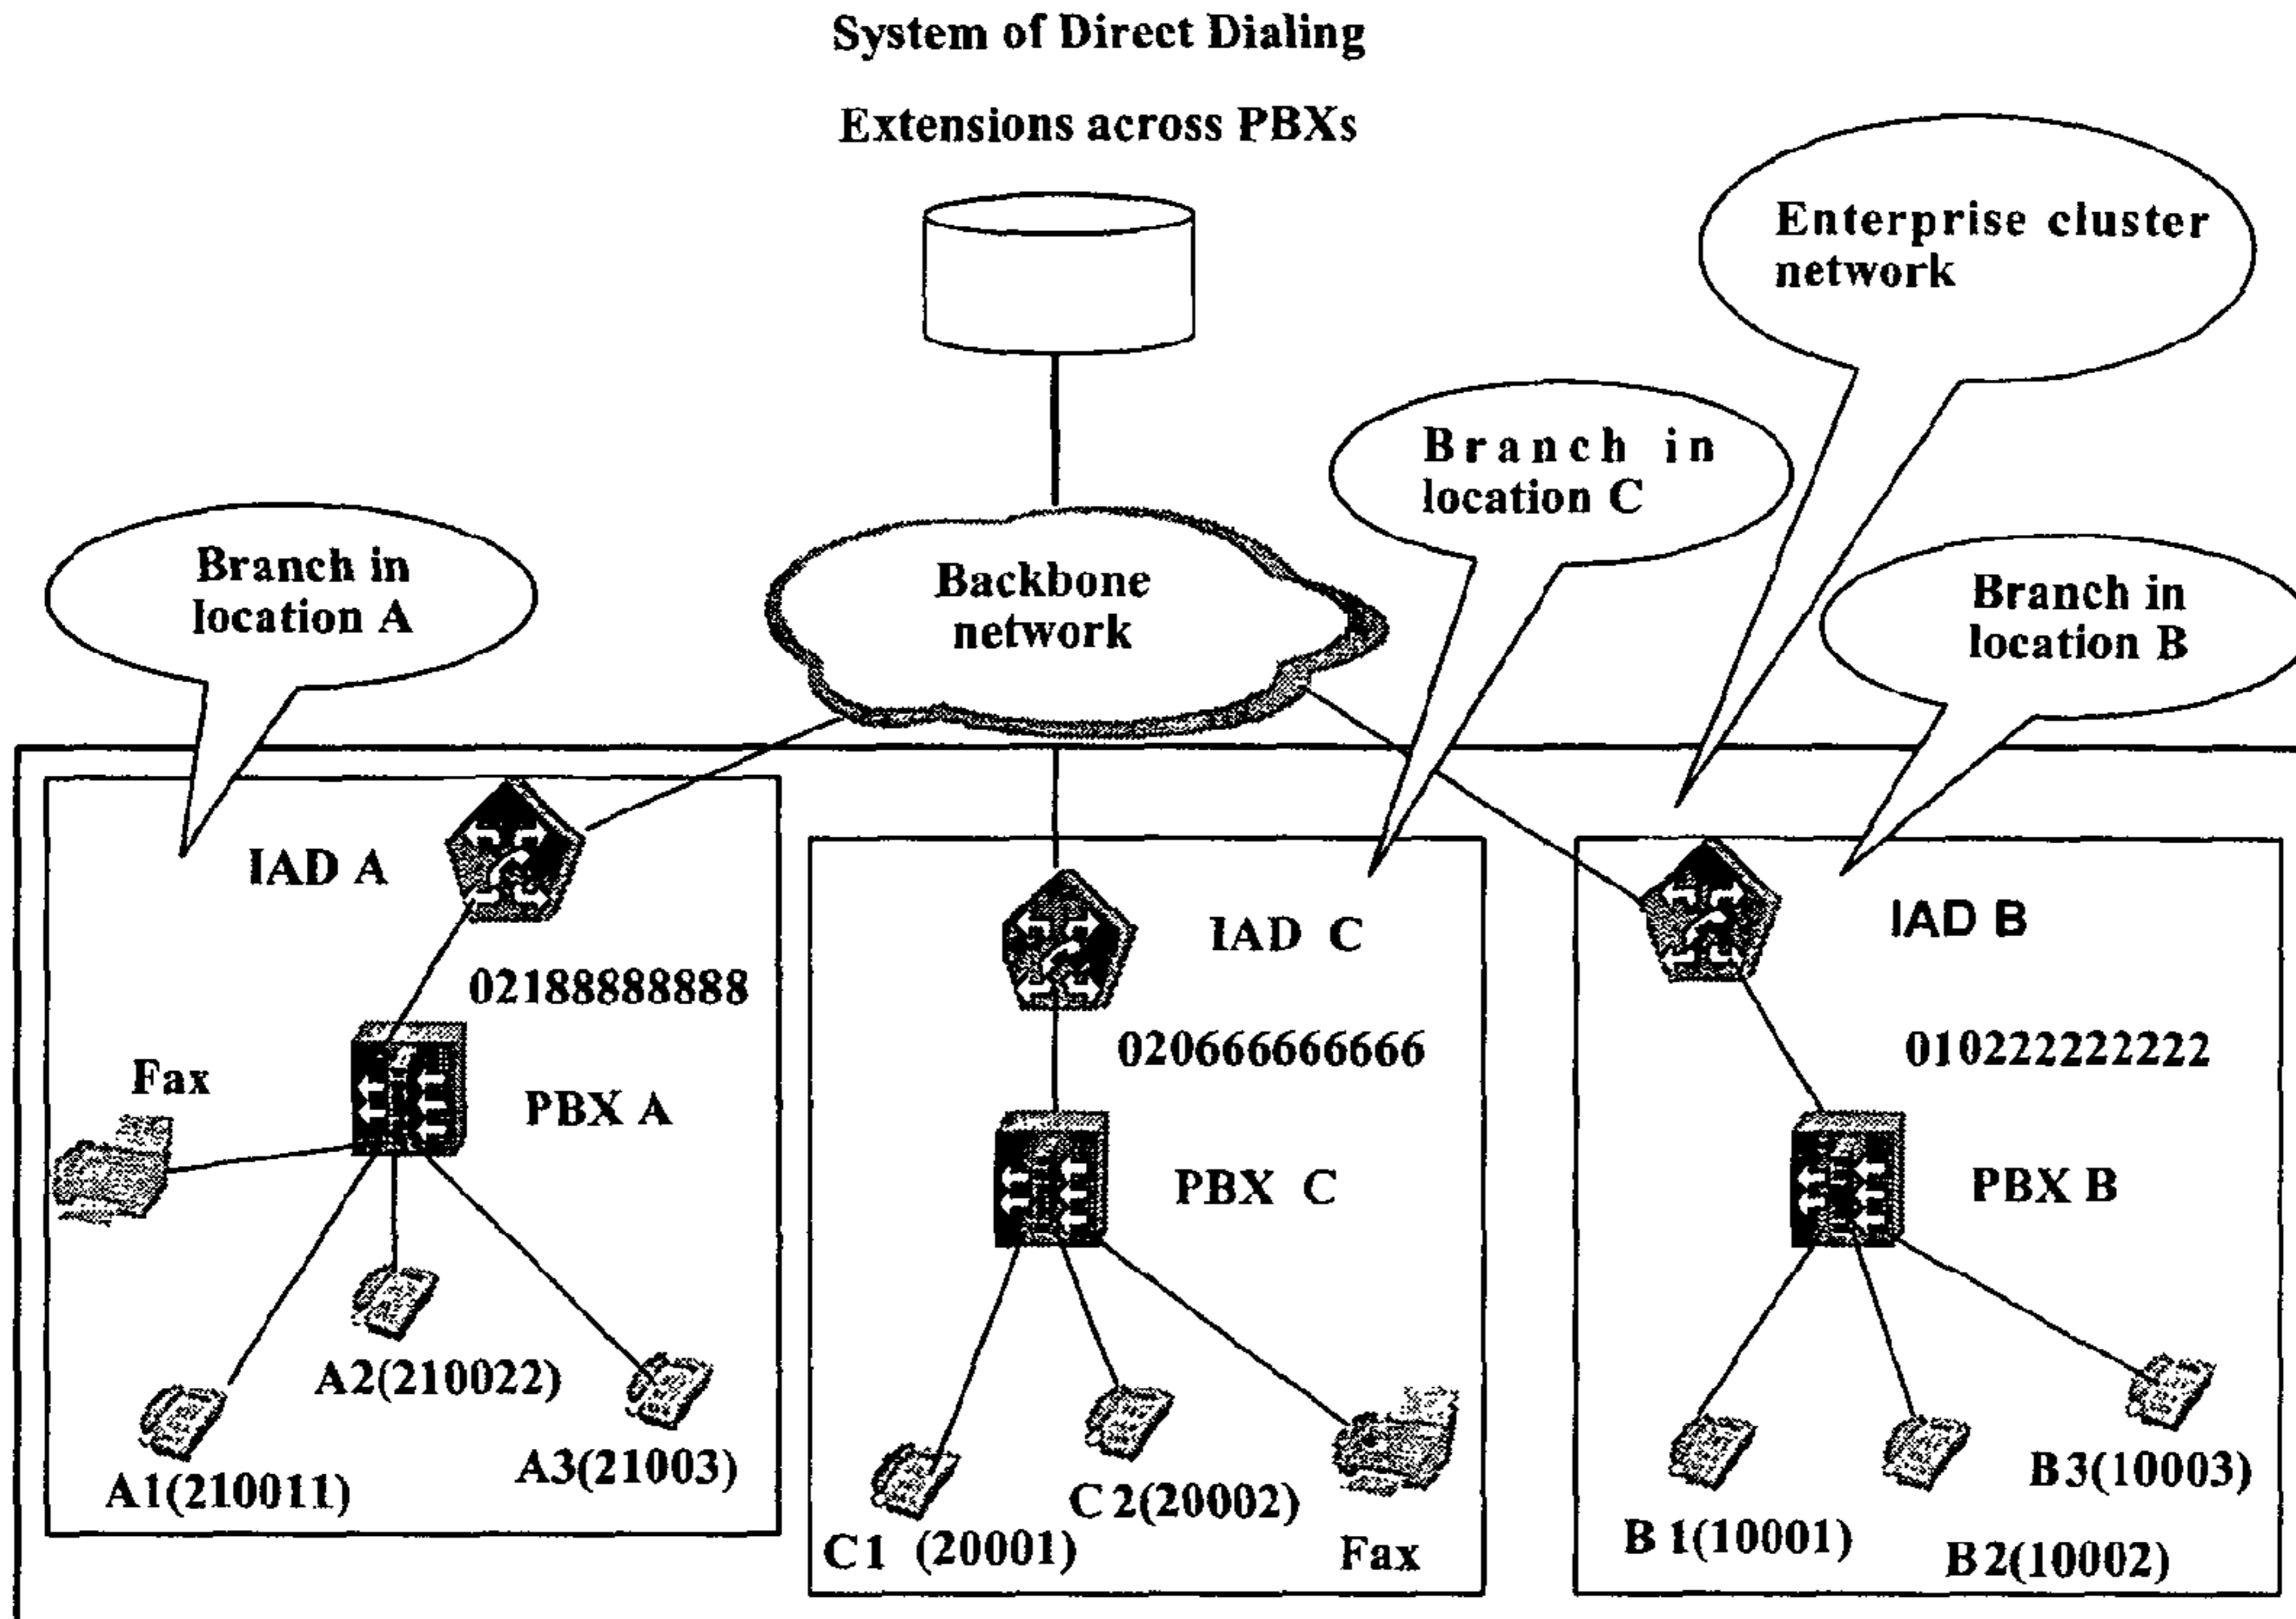 System of Direct Dialing
Extensions across PBXs
Enterprise cluster
network
Branch in
location C
Branch in
location A
Backbone
network
Branch in
location B
IAD A
02188888888
Fax
PBX A
A2(210022)
A1(210011)
A3(21003)
IAD C
020666666666
PBX C
C2(20002)
C1 (20001)
Fax
IAD B
010222222222
PBX B
B3(10003)
B1(10001)
B2(10002)